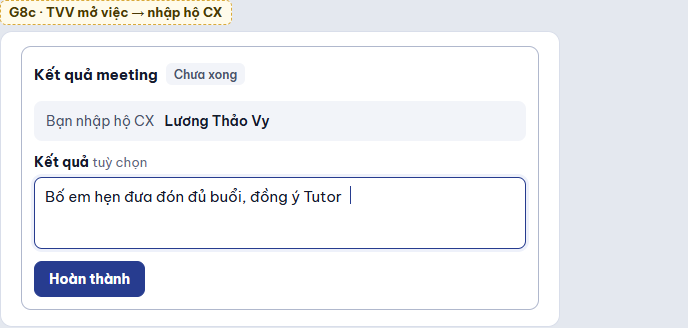 G8c · TVV mở việc → nhập hộ CX
Kết quả meeting Chưa xong
Bạn nhập hộ CX Lương Thảo Vy
Kết quả tuỳ chọn
Bố em hẹn đưa đón đủ buổi, đồng ý Tutor
Hoàn thành